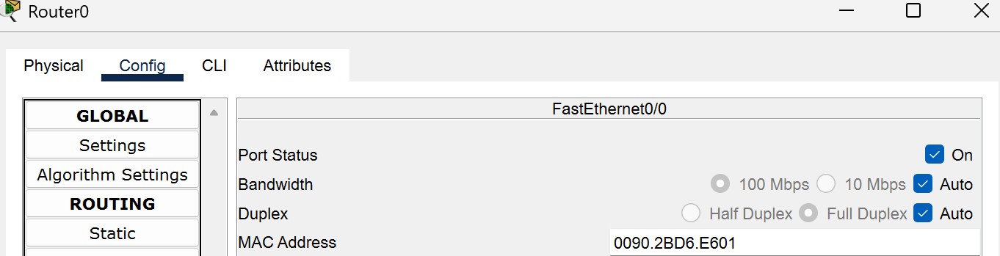 Router0
Physical Config CLI Attributes
GLOBAL
Settings
Algorithm Settings
ROUTING
Static
FastEthernet0/0
Port Status On
Bandwidth 100 Mbps 10 Mbps Auto
Duplex Half Duplex Full Duplex Auto
MAC Address 0090.2BD6.E601